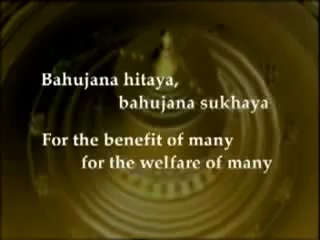 Bahujana hitaya,
bahujana sukhaya
For the benefit of many
for the welfare of many